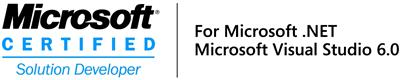 Microsoft®
CERTIFIED
Solution Developer
For Microsoft .NET
Microsoft Visual Studio 6.0